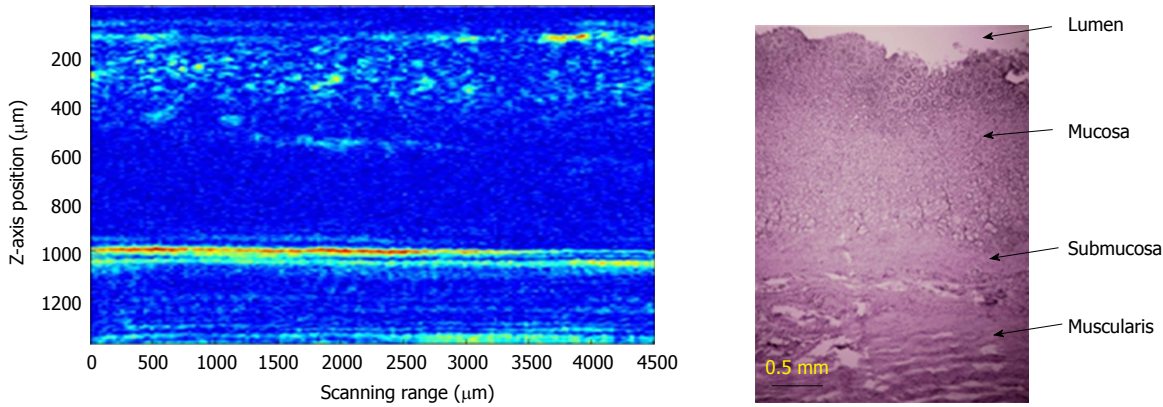 200
400
600
800
1000
1200
Z-axis position (μm)
0 500 1000 1500 2000 2500 3000 3500 4000 4500
Scanning range (μm)
Lumen
Mucosa
Submucosa
Muscularis
0.5 mm